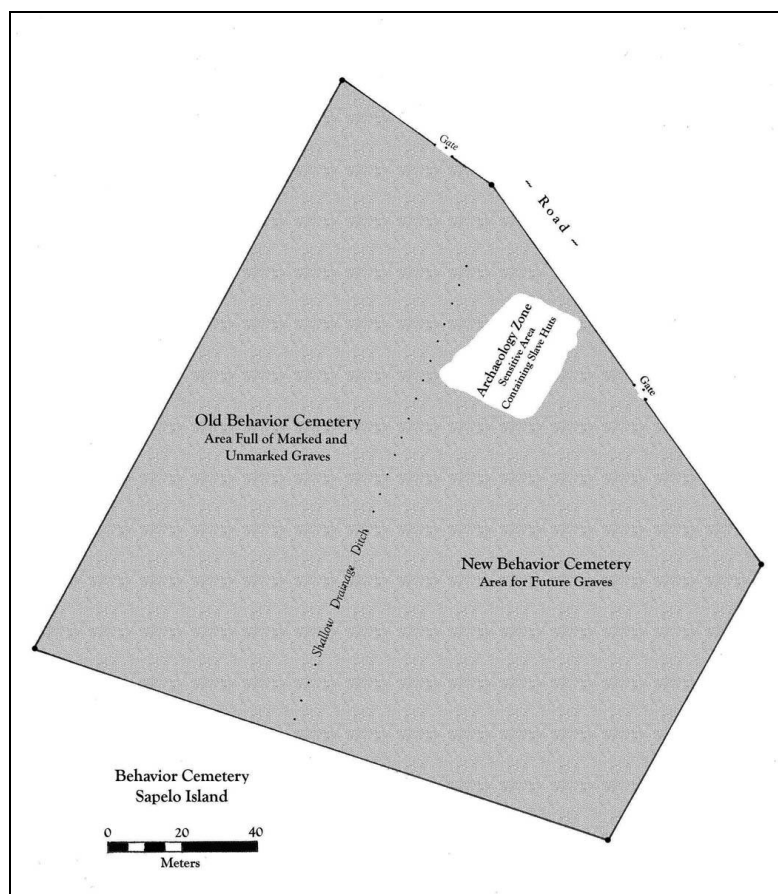 Gate
~ Road ~
Archaeology Zone
Sensitive Area
Containing Slave Huts
Gate
Old Behavior Cemetery
Area Full of Marked and
Unmarked Graves
Shallow Drainage Ditch
New Behavior Cemetery
Area for Future Graves
Behavior Cemetery
Sapelo Island
0 20 40
Meters